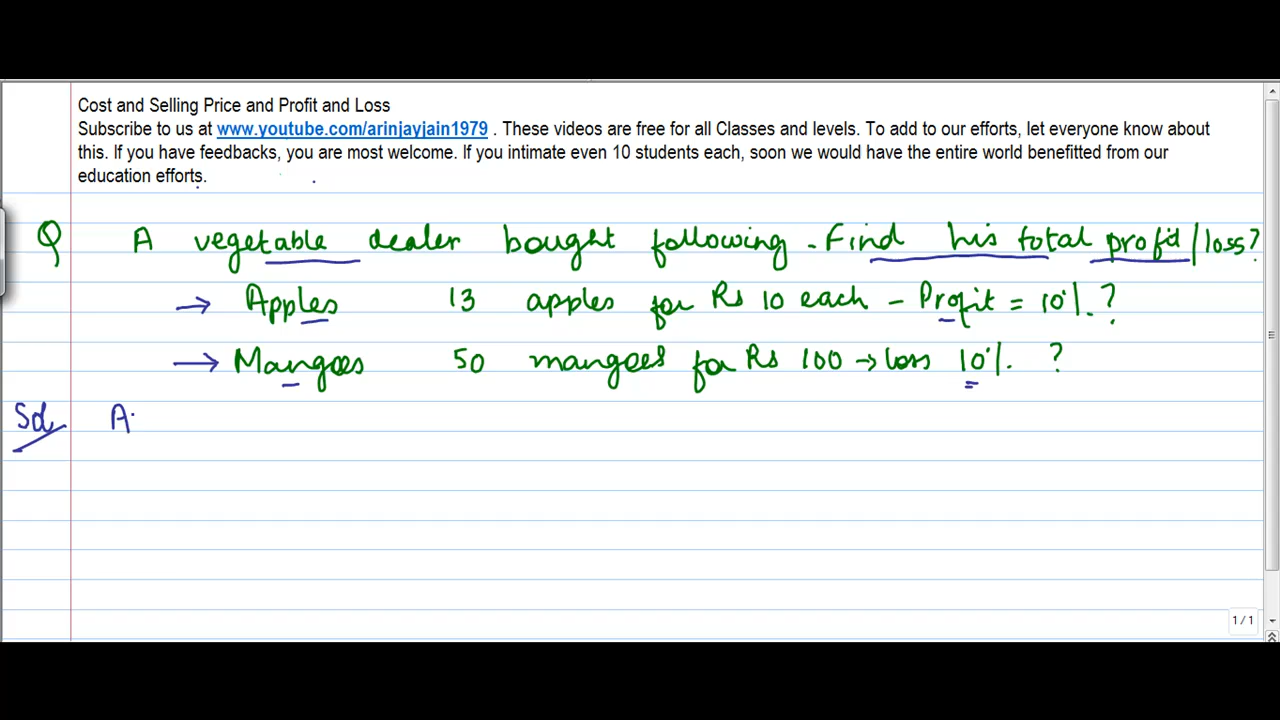 Cost and Selling Price and Profit and Loss
Subscribe to us at www.youtube.com/arinjayjain1979 . These videos are free for all Classes and levels. To add to our efforts, let everyone know about
this. If you have feedbacks, you are most welcome. If you intimate even 10 students each, soon we would have the entire world benefitted from our
education efforts.
Q A vegetable dealer bought following - Find his total profit/loss?
→ Apples 13 apples for Rs 10 each - Profit = 10%. ?
→ Mangoes 50 mangoes for Rs 100 → loss 10%. ?
Sol A
1 / 1